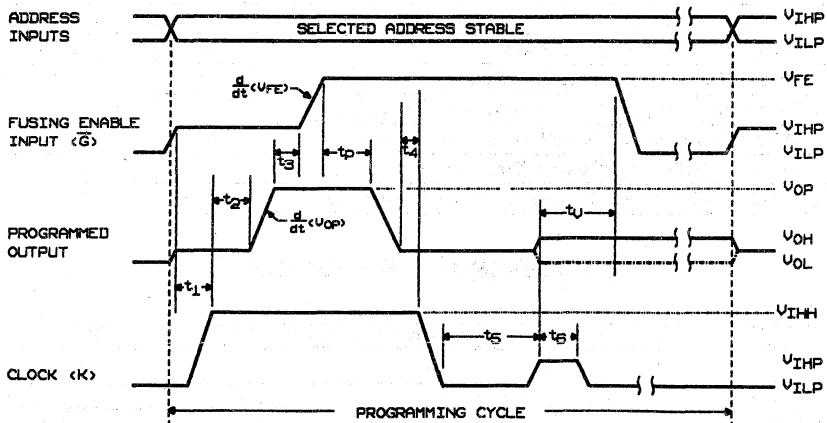 ADDRESS
INPUTS
SELECTED ADDRESS STABLE
VIHP
VILP
d/dt (VFE)
VFE
FUSING ENABLE
INPUT (G̅)
VIHP
VILP
t3
tp
t4
t2
VOP
d/dt (VOP)
tv
PROGRAMMED
OUTPUT
VOH
VOL
t1
VIHH
t5
t6
CLOCK (K)
VIHP
VILP
PROGRAMMING CYCLE